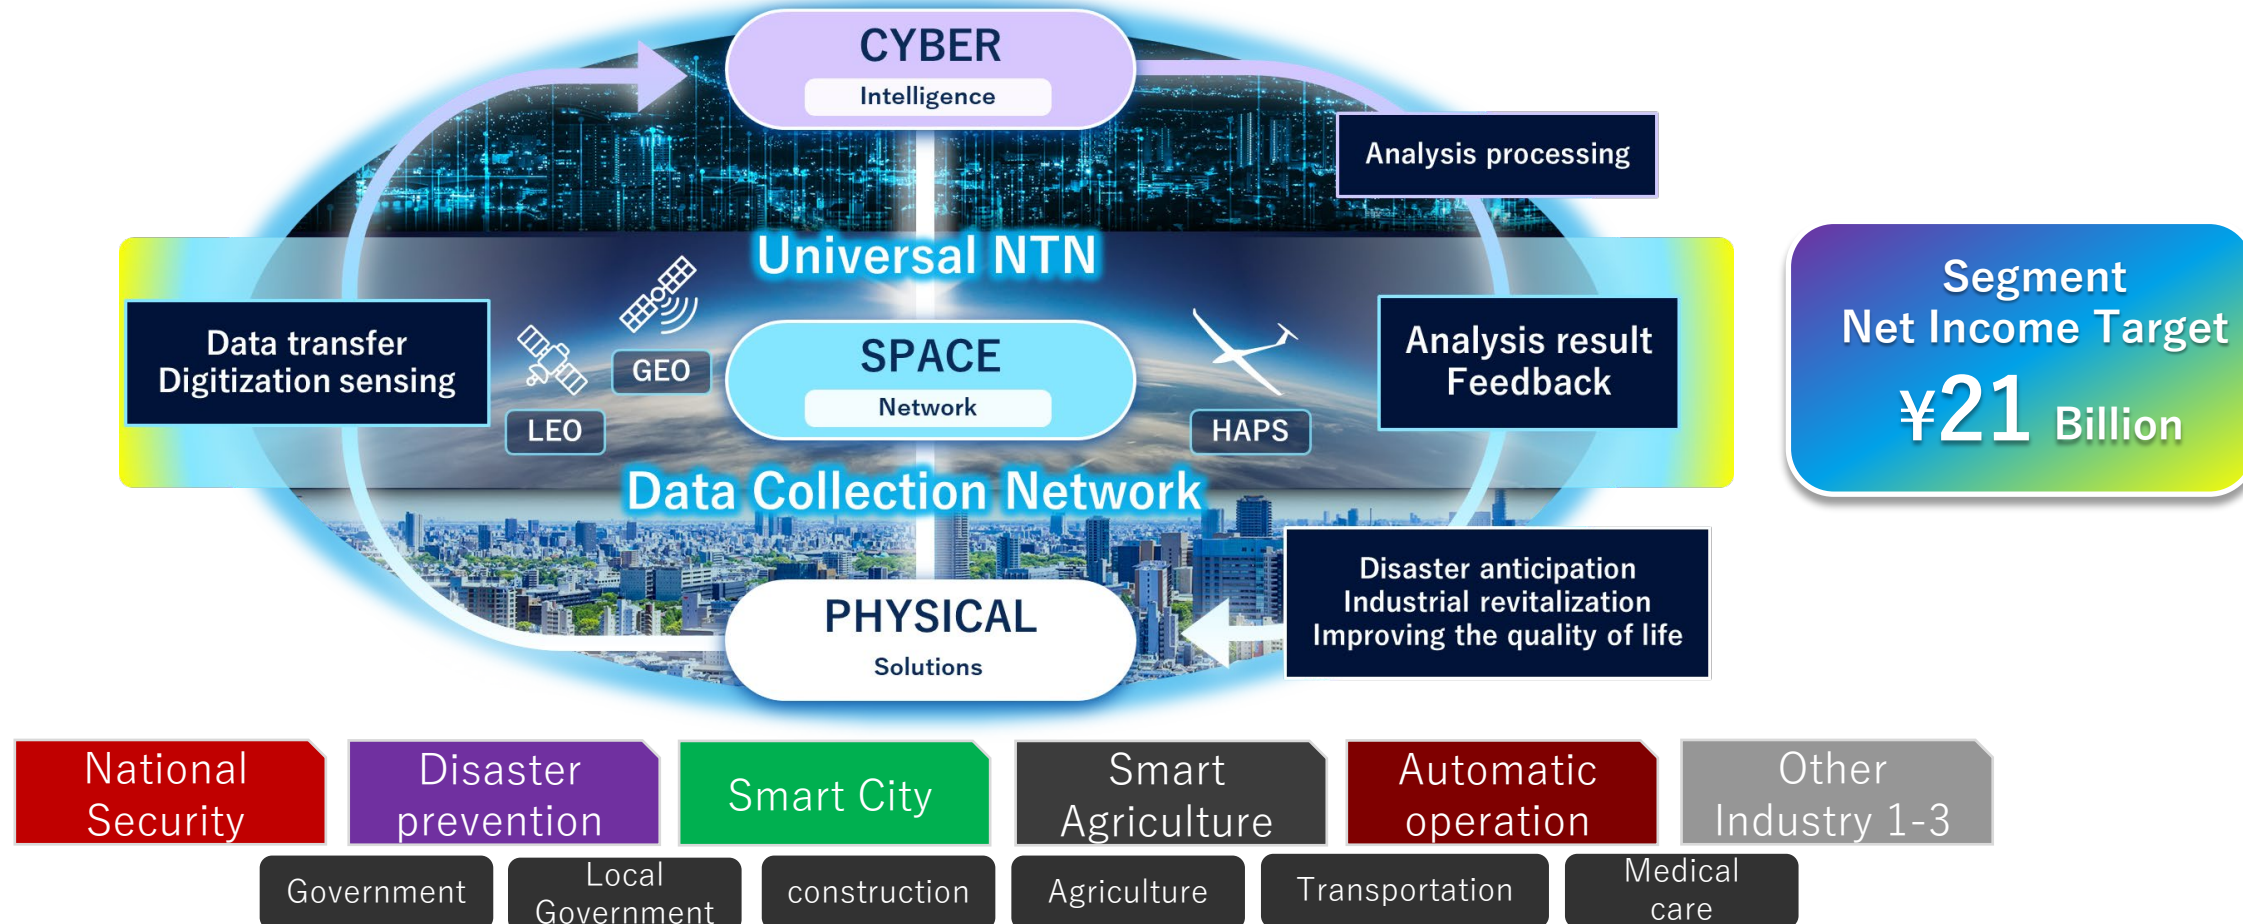 CYBER
Intelligence
Analysis processing
Universal NTN
Data transfer
Digitization sensing
GEO
LEO
SPACE
Network
HAPS
Analysis result
Feedback
Segment
Net Income Target
¥21 Billion
Data Collection Network
PHYSICAL
Solutions
Disaster anticipation
Industrial revitalization
Improving the quality of life
National
Security
Disaster
prevention
Smart City
Smart
Agriculture
Automatic
operation
Other
Industry 1-3
Government
Local
Government
construction
Agriculture
Transportation
Medical
care